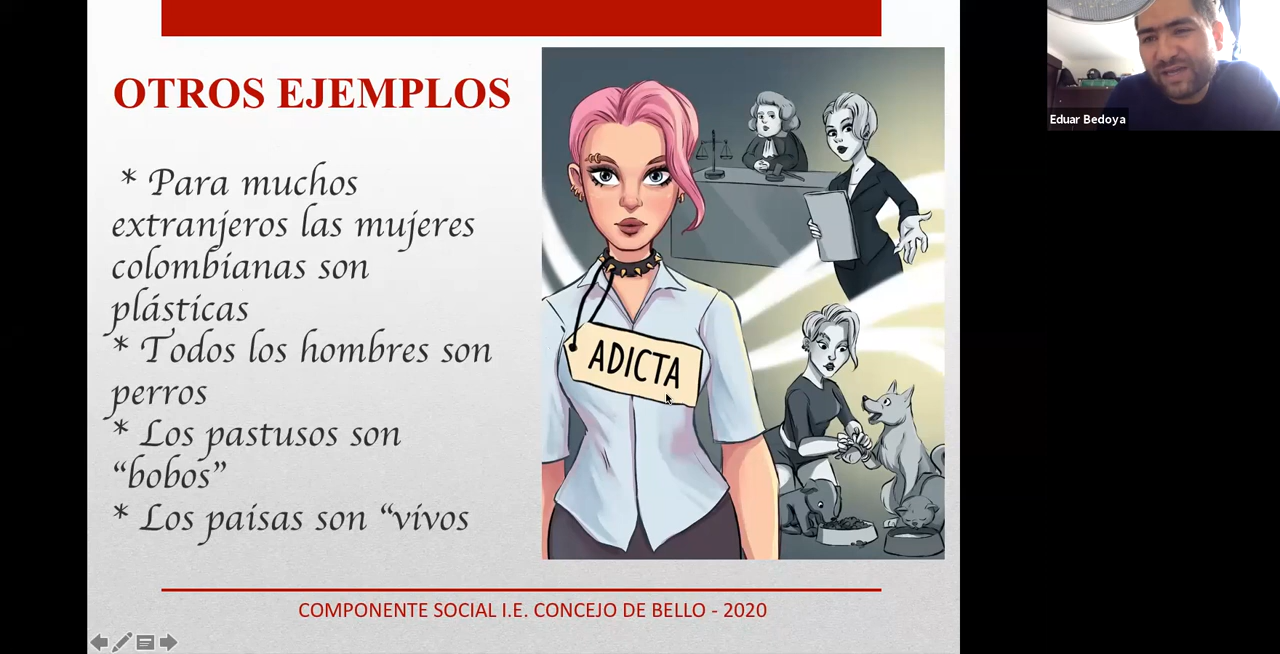 OTROS EJEMPLOS
* Para muchos
extranjeros las mujeres
colombianas son
plásticas
* Todos los hombres son
perros
* Los pastusos son
“bobos”
* Los paisas son “vivos
ADICTA
COMPONENTE SOCIAL I.E. CONCEJO DE BELLO - 2020
Eduar Bedoya